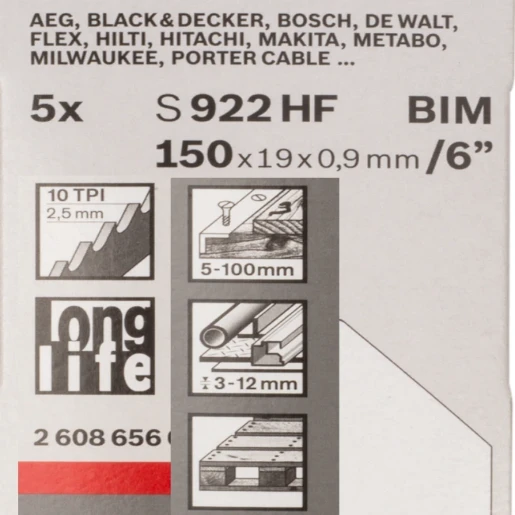 AEG, BLACK&DECKER, BOSCH, DE WALT,
FLEX, HILTI, HITACHI, MAKITA, METABO,
MILWAUKEE, PORTER CABLE ...
5x S 922 HF BIM
150 x 19 x 0,9 mm /6”
10 TPI
2,5 mm
5-100 mm
long
life
3-12 mm
2 608 656